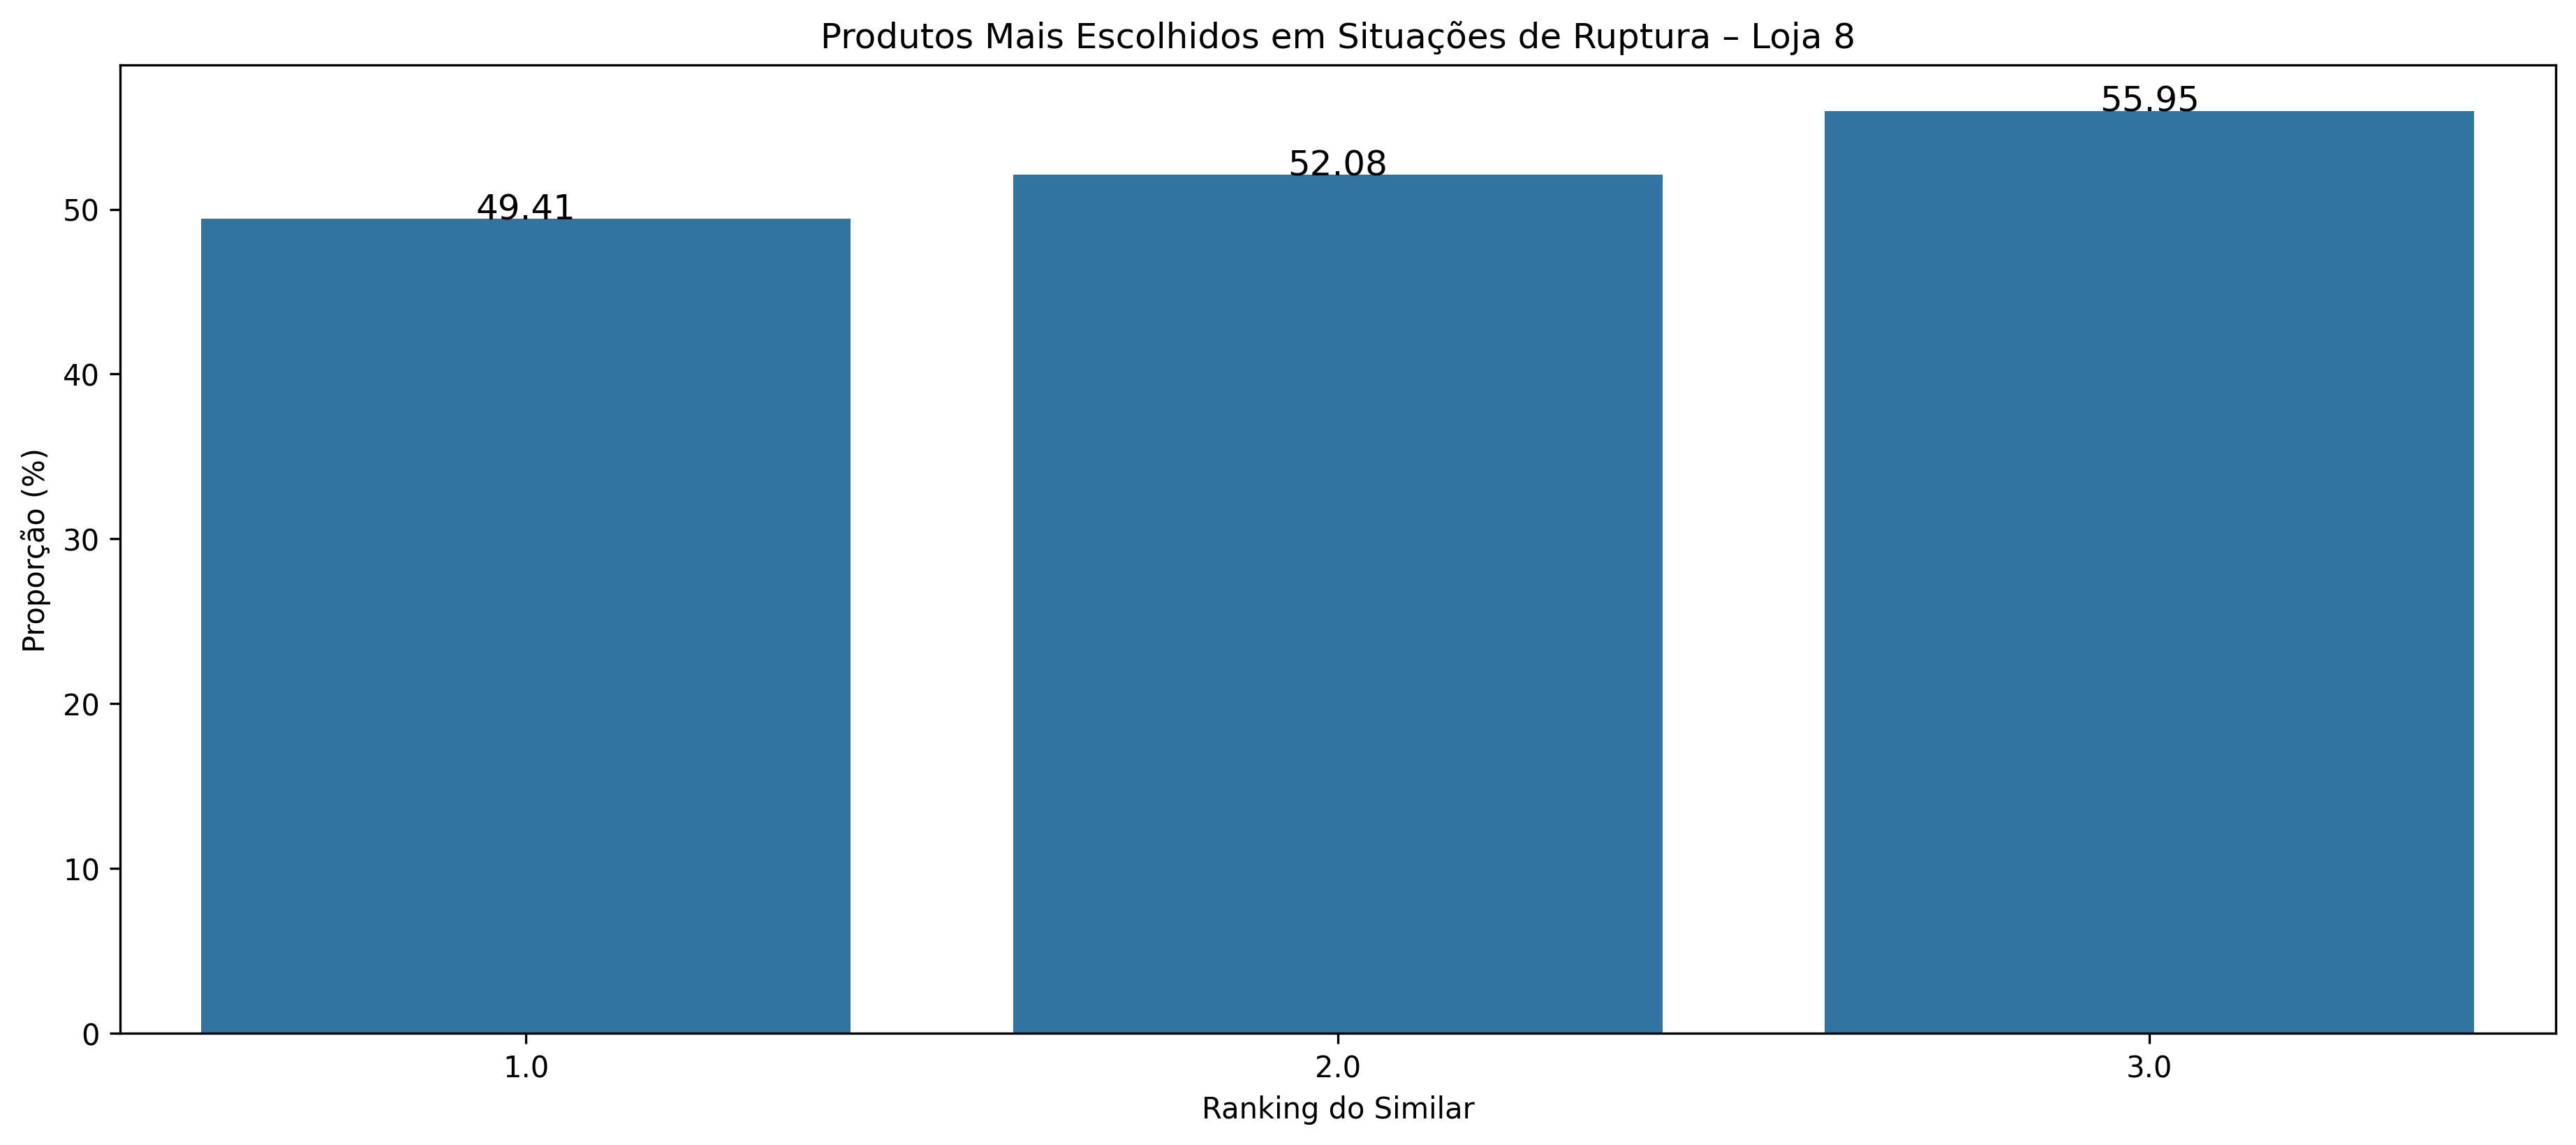 Produtos Mais Escolhidos em Situações de Ruptura – Loja 8
55.95
52.08
49.41
50
40
30
20
10
0
Proporção (%)
1.0 2.0 3.0
Ranking do Similar